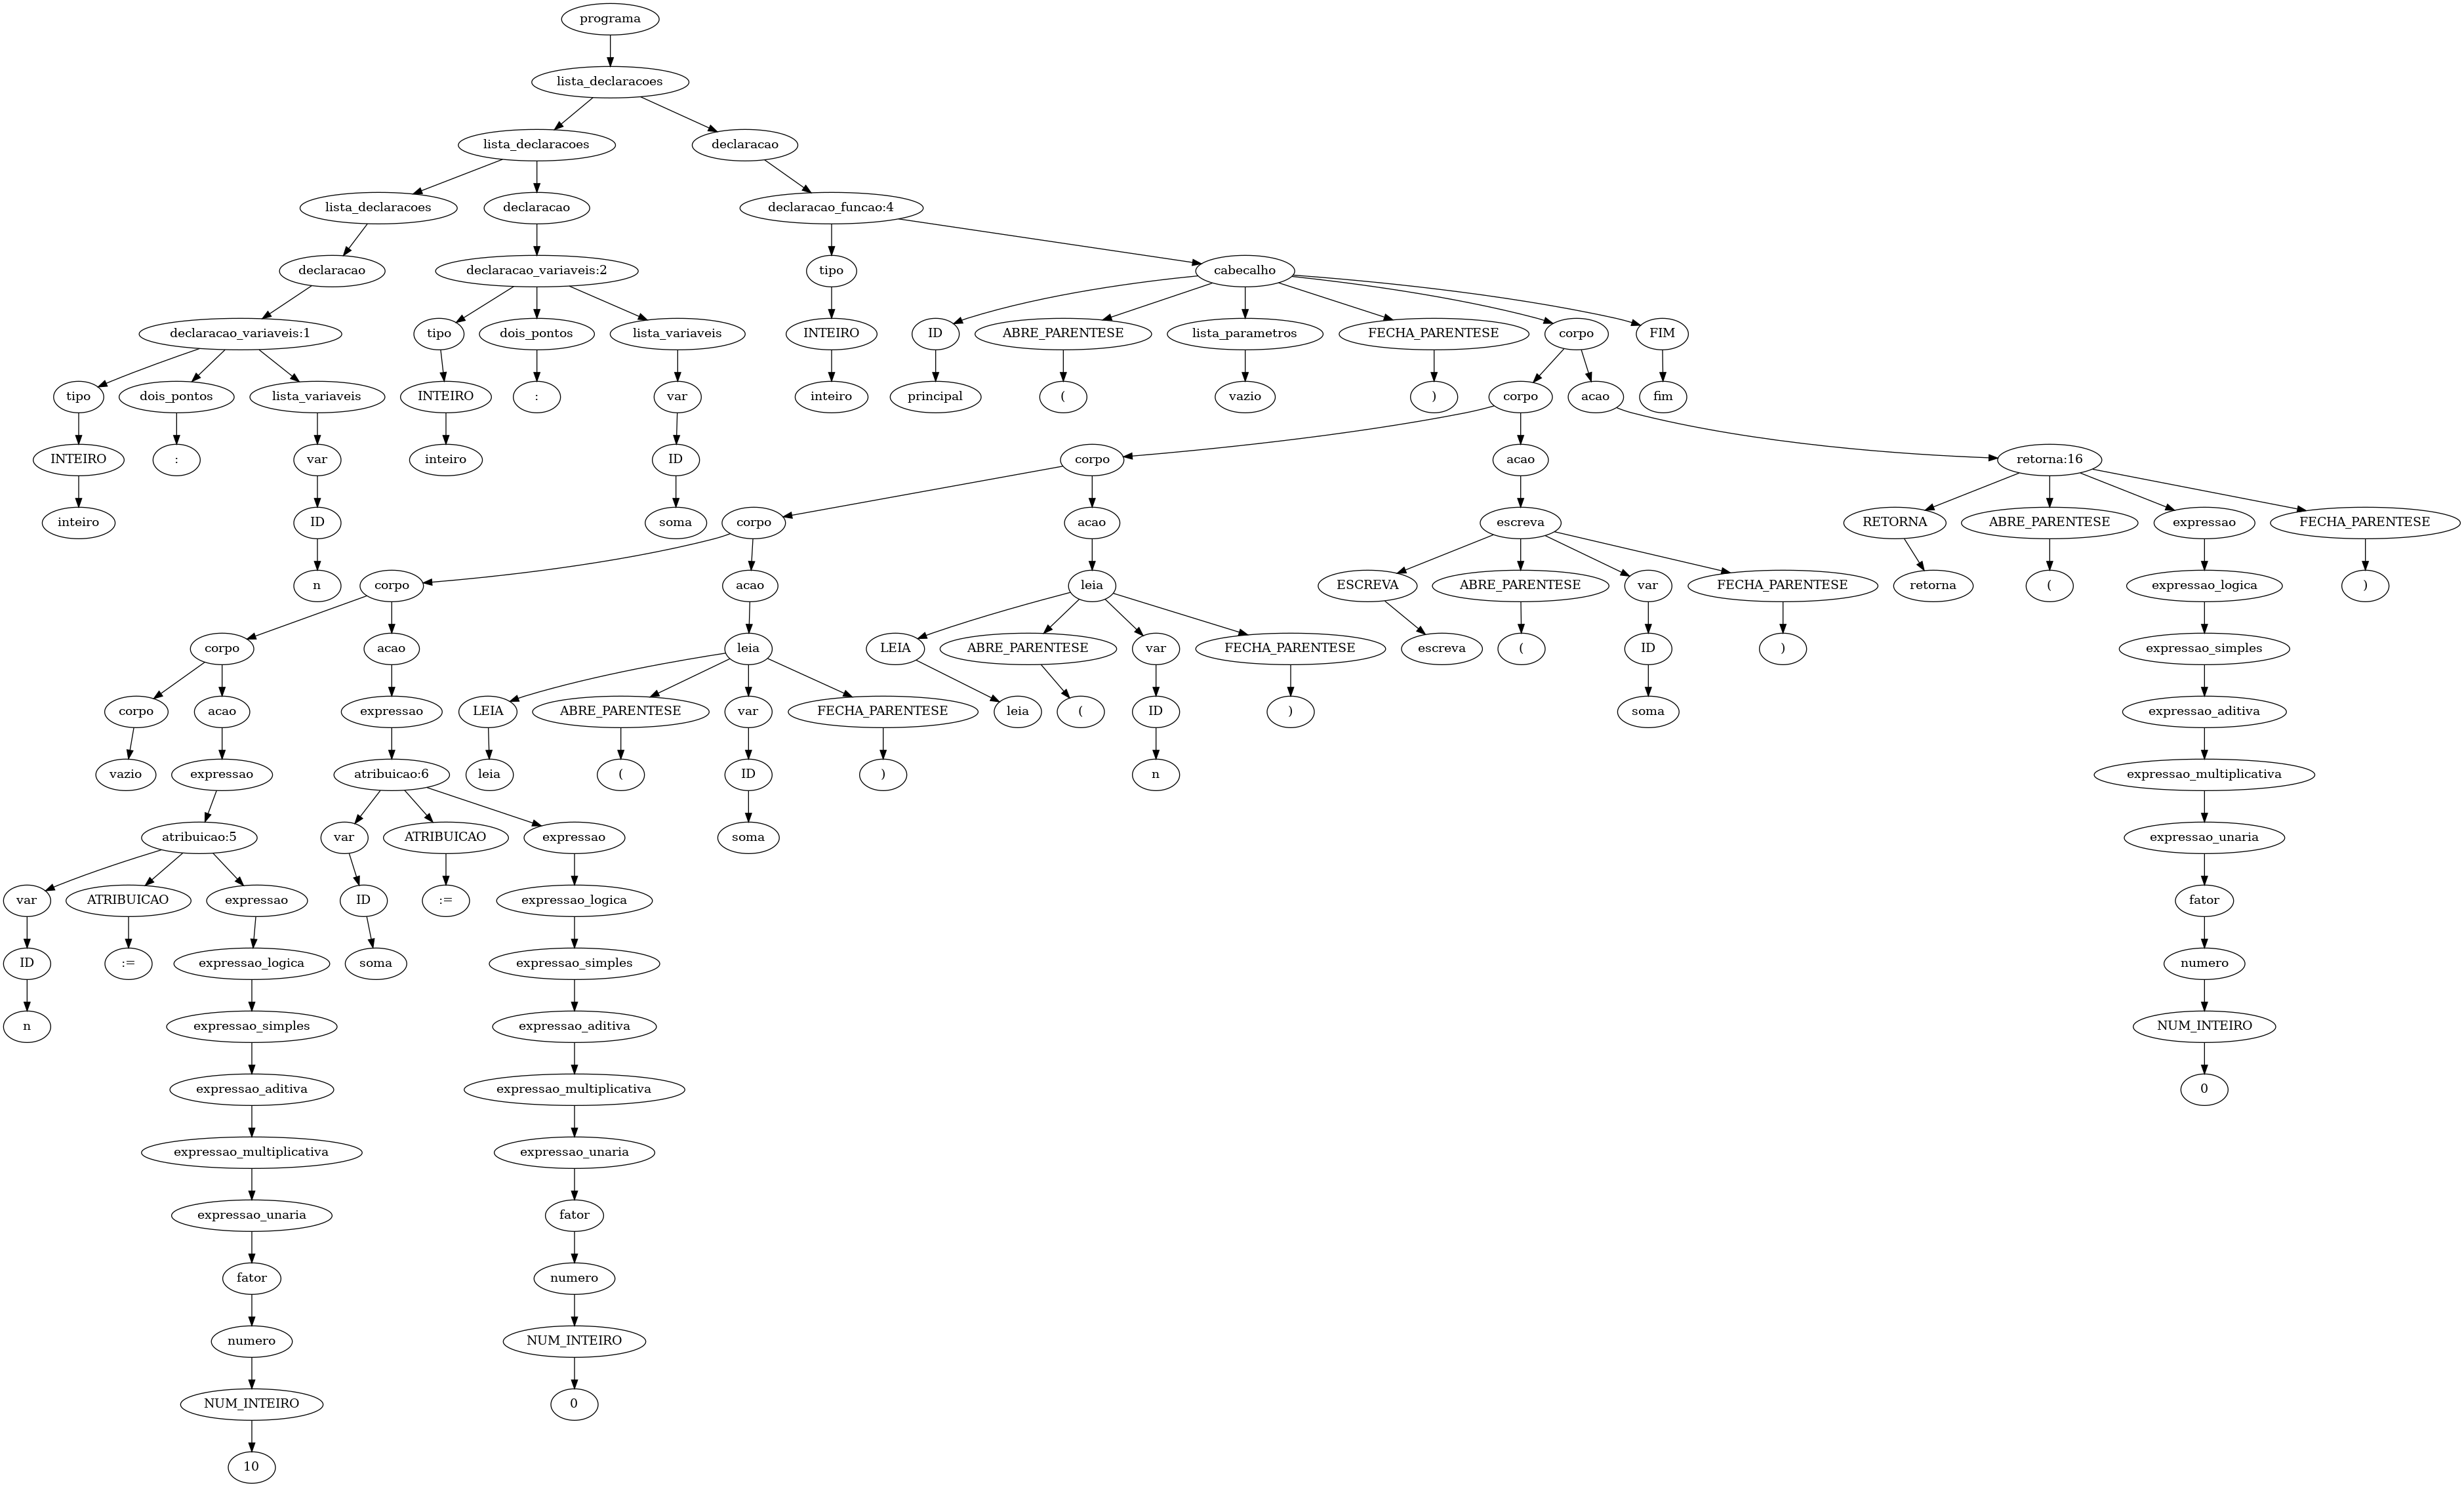 programa
lista_declaracoes
lista_declaracoes
declaracao
lista_declaracoes
declaracao
declaracao_funcao:4
declaracao
declaracao_variaveis:2
tipo
cabecalho
declaracao_variaveis:1
tipo
dois_pontos
lista_variaveis
INTEIRO
ID
ABRE_PARENTESE
lista_parametros
FECHA_PARENTESE
corpo
FIM
tipo
dois_pontos
lista_variaveis
INTEIRO
:
var
inteiro
principal
(
vazio
)
corpo
acao
fim
INTEIRO
:
var
inteiro
ID
corpo
acao
retorna:16
inteiro
ID
soma
corpo
acao
escreva
RETORNA
ABRE_PARENTESE
expressao
FECHA_PARENTESE
n
corpo
acao
leia
ESCREVA
ABRE_PARENTESE
var
FECHA_PARENTESE
retorna
(
expressao_logica
)
corpo
acao
leia
LEIA
ABRE_PARENTESE
var
FECHA_PARENTESE
escreva
(
ID
)
expressao_simples
corpo
acao
expressao
LEIA
ABRE_PARENTESE
var
FECHA_PARENTESE
leia
(
ID
)
soma
expressao_aditiva
vazio
expressao
atribuicao:6
leia
(
ID
)
n
expressao_multiplicativa
atribuicao:5
var
ATRIBUICAO
expressao
soma
expressao_unaria
var
ATRIBUICAO
expressao
ID
:=
expressao_logica
fator
ID
:=
expressao_logica
soma
expressao_simples
numero
n
expressao_simples
expressao_aditiva
NUM_INTEIRO
expressao_aditiva
expressao_multiplicativa
0
expressao_multiplicativa
expressao_unaria
expressao_unaria
fator
fator
numero
numero
NUM_INTEIRO
NUM_INTEIRO
0
10